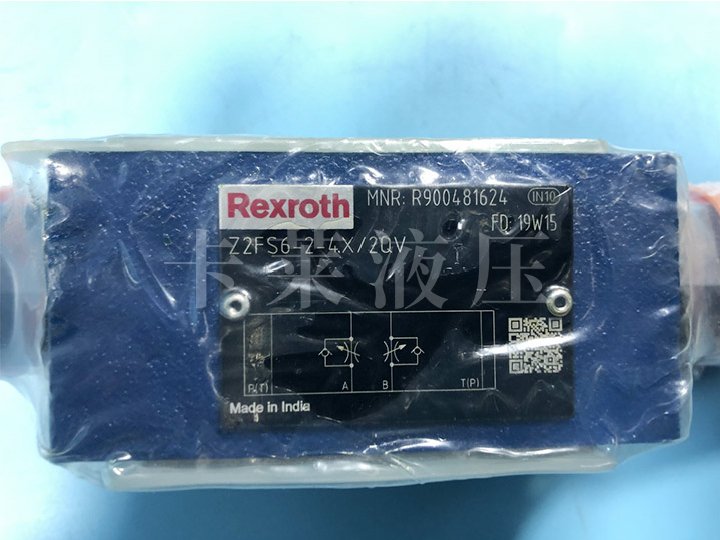 Rexroth
MNR: R900481624
IN10
FD: 19W15
Z2FS6-2-4X/2QV
卡莱液压
P(T)
A
B
T(P)
Made in India